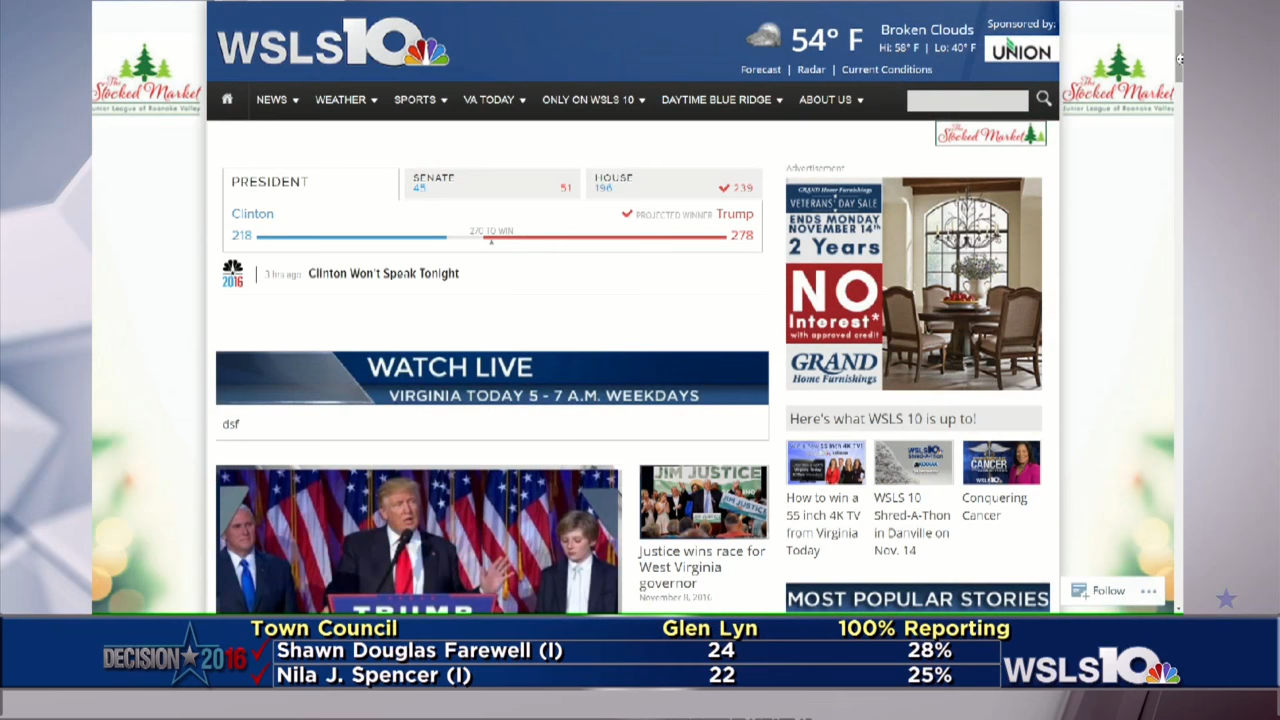 WSLS10
54° F
Broken Clouds
Hi: 58° F | Lo: 40° F
Sponsored by:
UNION
Forecast | Radar | Current Conditions
The
Stocked Market
Junior League of Roanoke Valley
The
Stocked Market
Junior League of Roanoke Valley
NEWS WEATHER SPORTS VA TODAY ONLY ON WSLS 10 DAYTIME BLUE RIDGE ABOUT US
The
Stocked Market
PRESIDENT
SENATE
45 51
HOUSE
196 239
Clinton
PROJECTED WINNER Trump
218
270 TO WIN
278
2016
3 hrs ago Clinton Won't Speak Tonight
WATCH LIVE
VIRGINIA TODAY 5 - 7 A.M. WEEKDAYS
dsf
TRUMP
JIM JUSTICE
Justice wins race for
West Virginia
governor
November 8, 2016
Advertisement
GRAND Home Furnishings
VETERANS' DAY SALE
ENDS MONDAY
NOVEMBER 14th
2 Years
NO
Interest*
with approved credit
GRAND
Home Furnishings
Here's what WSLS 10 is up to!
CANCER
How to win a
55 inch 4K TV
from Virginia
Today
WSLS 10
Shred-A-Thon
in Danville on
Nov. 14
Conquering
Cancer
MOST POPULAR STORIES
Follow
DECISION 2016
Town Council Glen Lyn 100% Reporting
Shawn Douglas Farewell (I) 24 28%
Nila J. Spencer (I) 22 25%
WSLS10